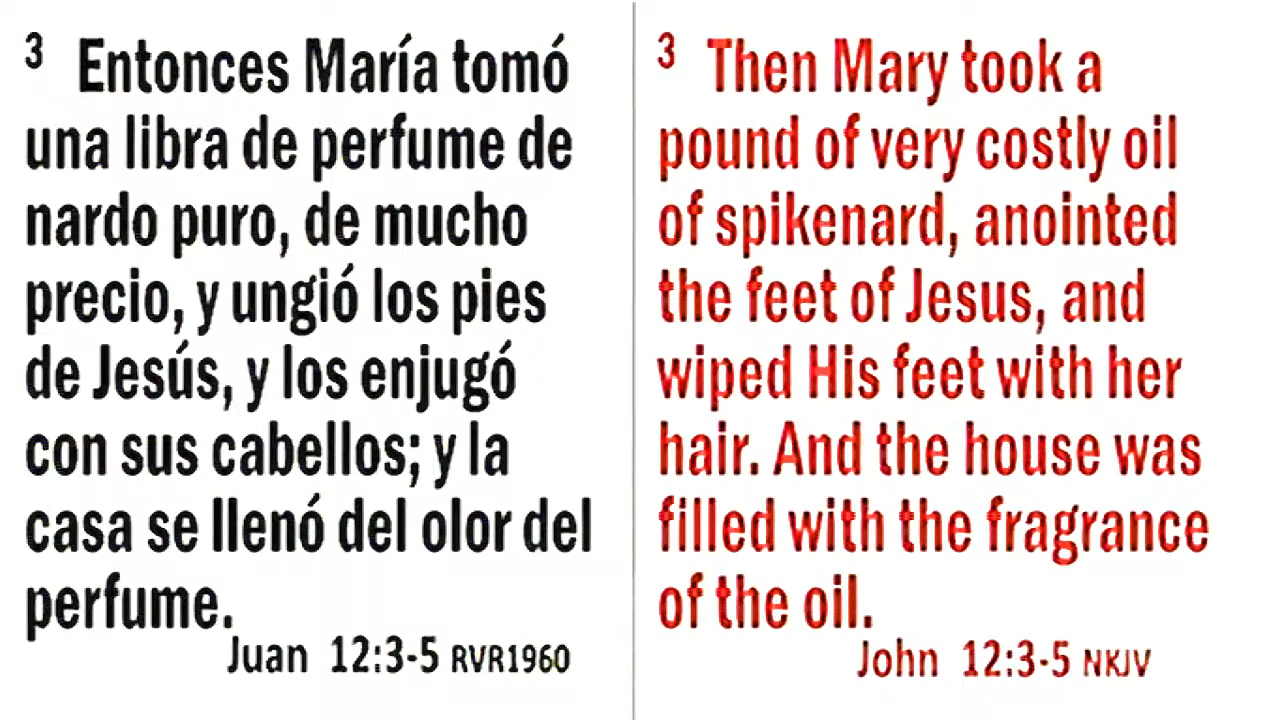 3 Entonces María tomó
una libra de perfume de
nardo puro, de mucho
precio, y ungió los pies
de Jesús, y los enjugó
con sus cabellos; y la
casa se llenó del olor del
perfume.
Juan 12:3-5 RVR1960
3 Then Mary took a
pound of very costly oil
of spikenard, anointed
the feet of Jesus, and
wiped His feet with her
hair. And the house was
filled with the fragrance
of the oil.
John 12:3-5 NKJV